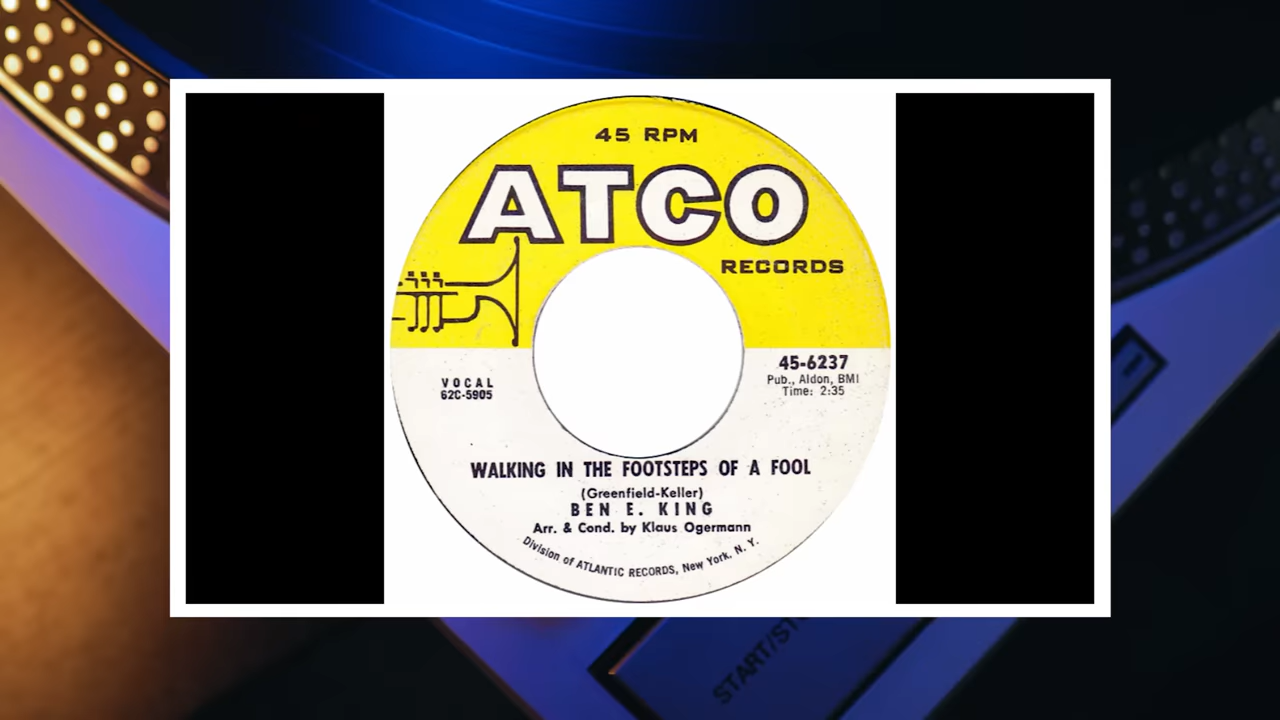 45 RPM
ATCO
RECORDS
45-6237
Pub., Aldon, BMI
Time: 2:35
VOCAL
62C-5905
WALKING IN THE FOOTSTEPS OF A FOOL
(Greenfield-Keller)
BEN E. KING
Arr. & Cond. by Klaus Ogermann
Division of ATLANTIC RECORDS, New York, N. Y.